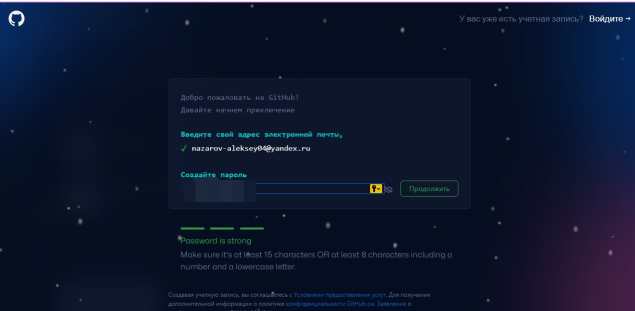 У вас уже есть учетная запись? Войдите →
Добро пожаловать на GitHub!
Давайте начнем приключение
Введите свой адрес электронной почты,
✓ nazarov-aleksey04@yandex.ru
Создайте пароль
Продолжить
Password is strong
Make sure it's at least 15 characters OR at least 8 characters including a
number and a lowercase letter.
Создавая учетную запись, вы соглашаетесь с Условиями предоставления услуг. Для получения
дополнительной информации о политике конфиденциальности GitHub см. Заявление о